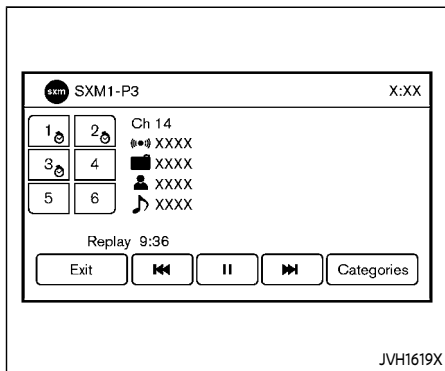 sxm SXM1-P3 X:XX
1 2 Ch 14
XXXX
3 4 XXXX
XXXX
5 6 XXXX
Replay 9:36
Exit Categories
JVH1619X